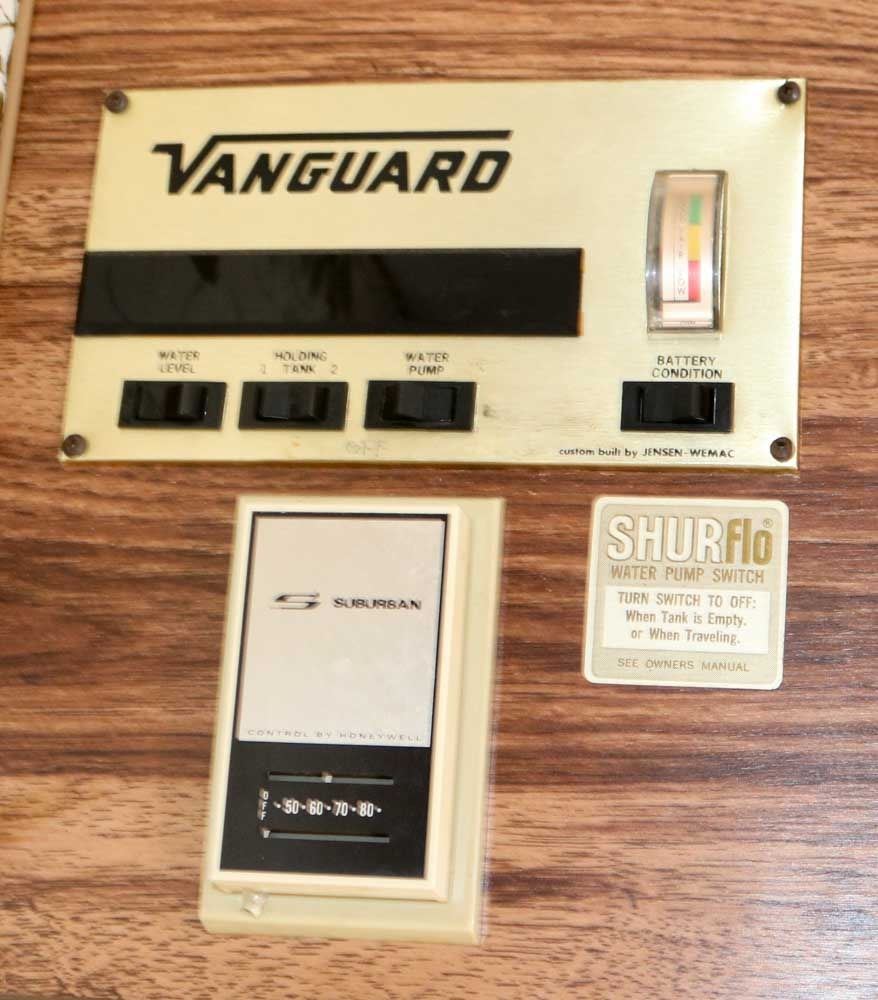 VANGUARD
WATER
LEVEL
HOLDING
1 TANK 2
WATER
PUMP
OFF
BATTERY
CONDITION
custom built by JENSEN-WEMAC
SHURflo®
WATER PUMP SWITCH
TURN SWITCH TO OFF:
When Tank is Empty.
or When Traveling.
SEE OWNERS MANUAL
S SUBURBAN
CONTROL BY HONEYWELL
OFF • 50 • 60 • 70 • 80 •